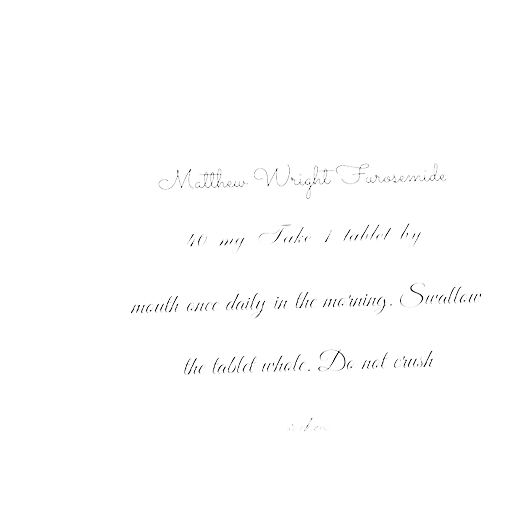 Matthew Wright Furosemide
40 mg Take 1 tablet by
mouth once daily in the morning. Swallow
the tablet whole. Do not crush